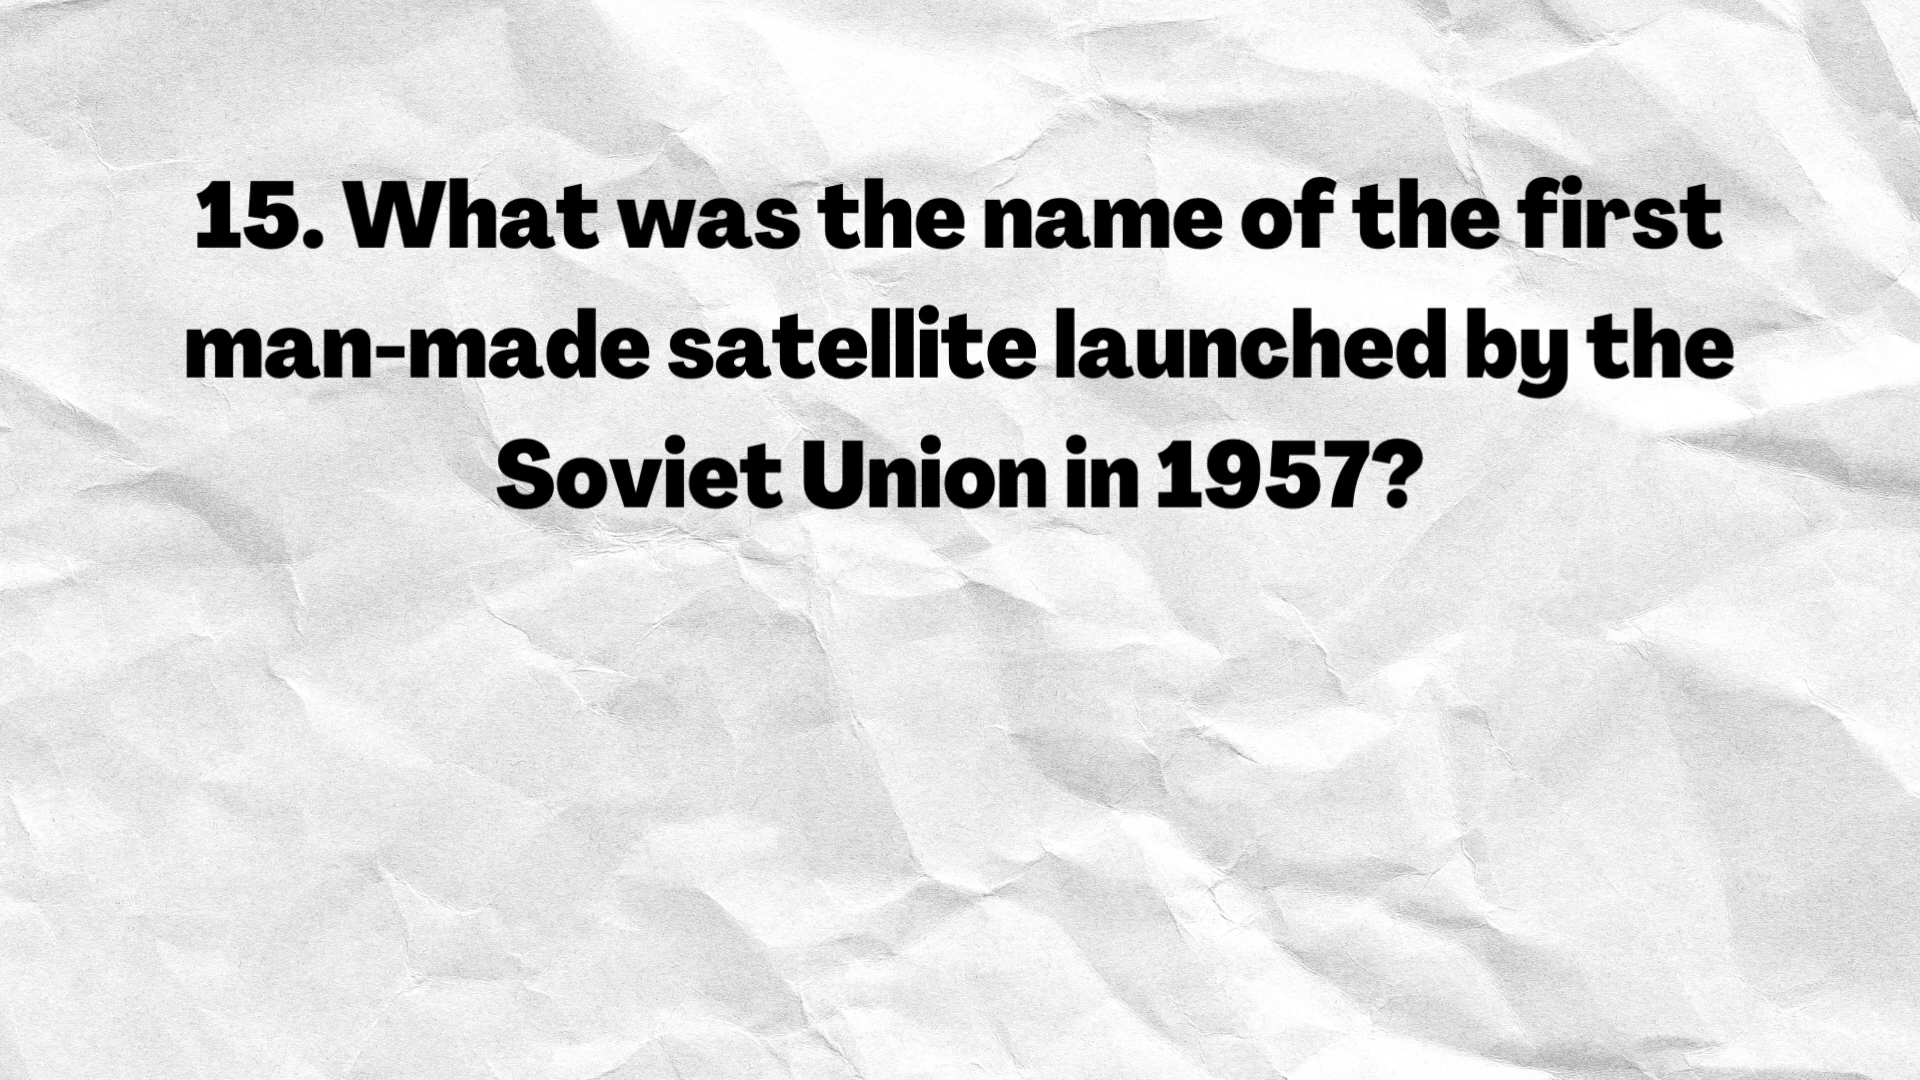 15. What was the name of the first
man-made satellite launched by the
Soviet Union in 1957?